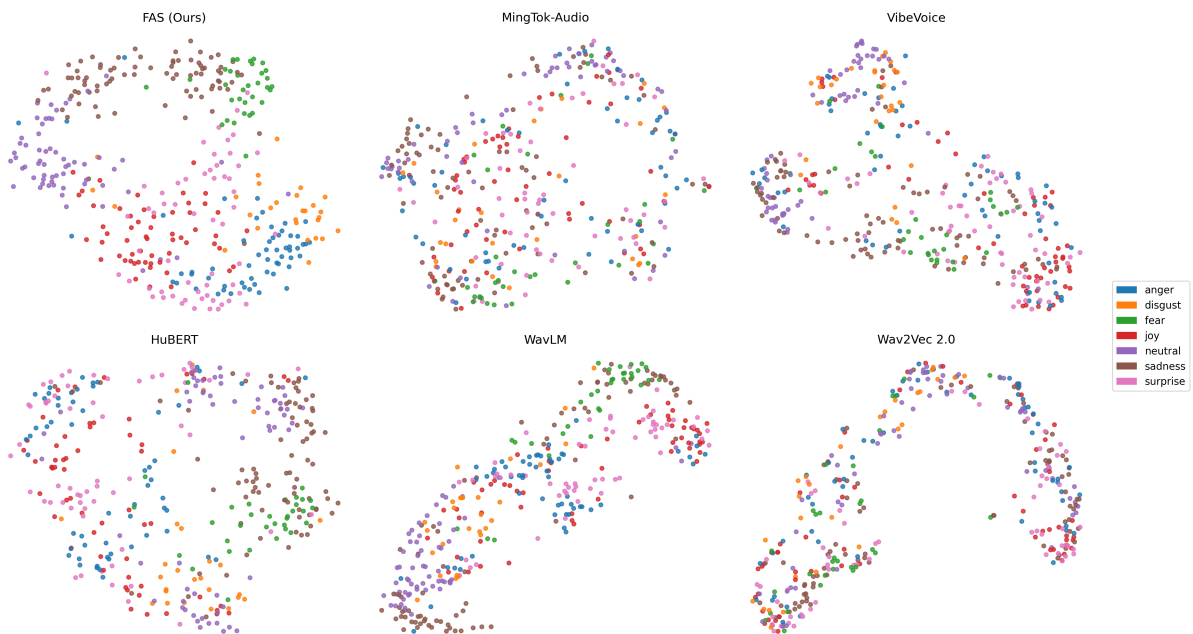 FAS (Ours)
MingTok-Audio
VibeVoice
HuBERT
WavLM
Wav2Vec 2.0
anger
disgust
fear
joy
neutral
sadness
surprise